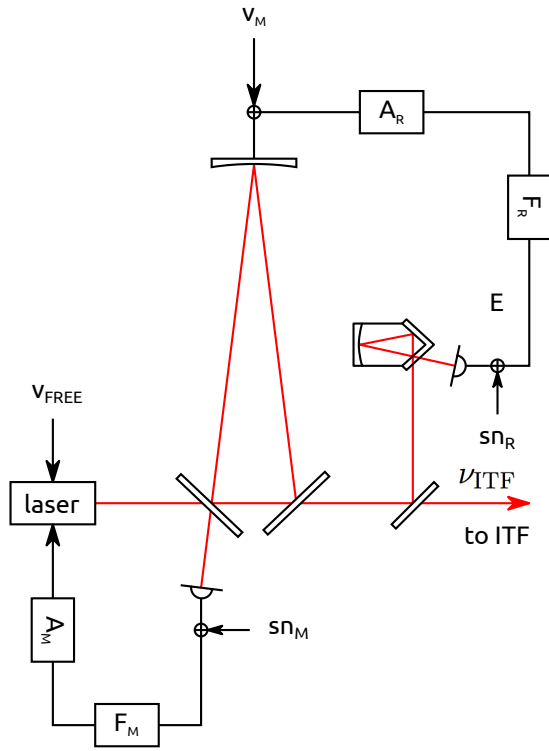 v_M
A_R
F_R
E
sn_R
v_FREE
laser
ν_ITF
to ITF
A_M
sn_M
F_M